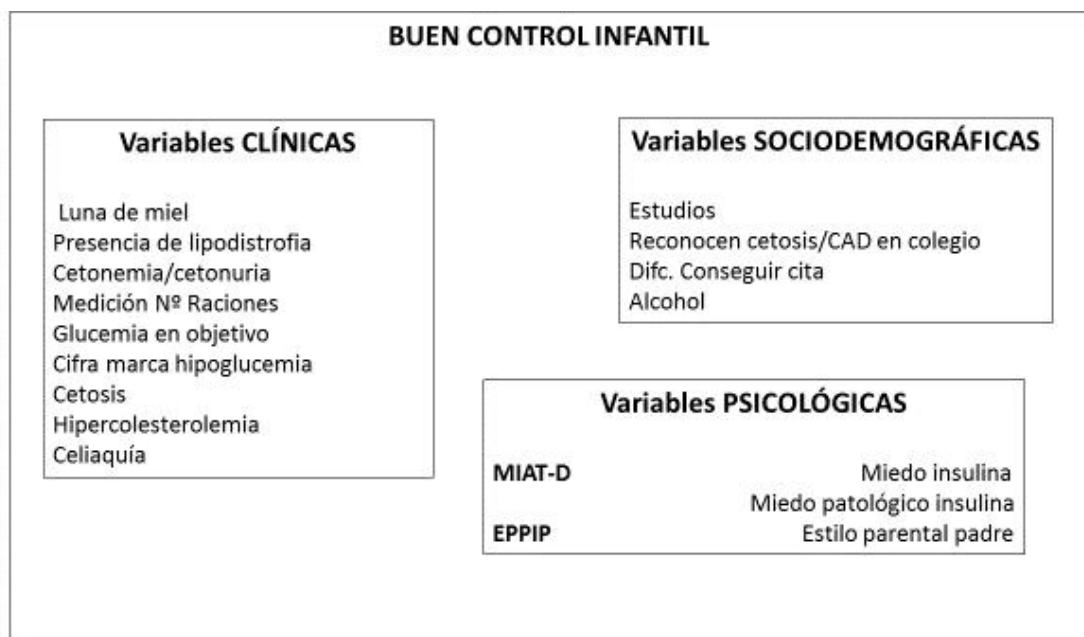 BUEN CONTROL INFANTIL
Variables CLÍNICAS
Luna de miel
Presencia de lipodistrofia
Cetonemia/cetonuria
Medición Nº Raciones
Glucemia en objetivo
Cifra marca hipoglucemia
Cetosis
Hipercolesterolemia
Celiaquía
Variables SOCIODEMOGRÁFICAS
Estudios
Reconocen cetosis/CAD en colegio
Difc. Conseguir cita
Alcohol
Variables PSICOLÓGICAS
MIAT-D Miedo insulina
Miedo patológico insulina
EPPIP Estilo parental padre